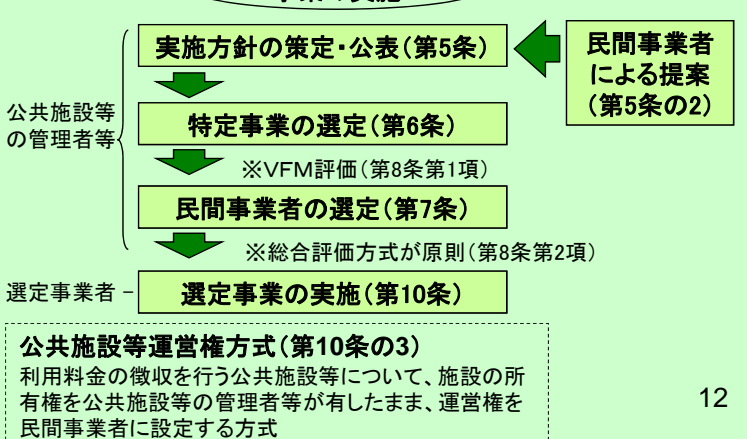 事業の実施
実施方針の策定・公表（第5条）
民間事業者
による提案
（第5条の2）
公共施設等
の管理者等
特定事業の選定（第6条）
※VFM評価（第8条第1項）
民間事業者の選定（第7条）
※総合評価方式が原則（第8条第2項）
選定事業者
選定事業の実施（第10条）
公共施設等運営権方式（第10条の3）
利用料金の徴収を行う公共施設等について、施設の所
有権を公共施設等の管理者等が有したまま、運営権を
民間事業者に設定する方式
12